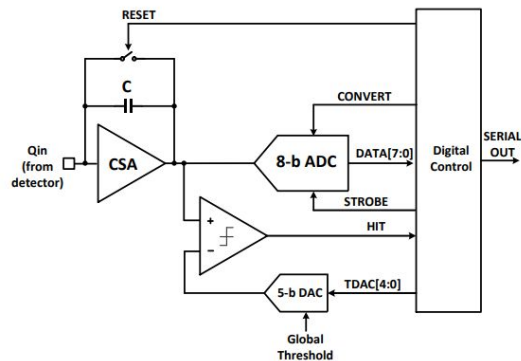 RESET
C
CONVERT
Qin
(from
detector)
CSA
8-b ADC
DATA[7:0]
Digital
Control
SERIAL
OUT
STROBE
+
HIT
−
5-b DAC
TDAC[4:0]
Global
Threshold